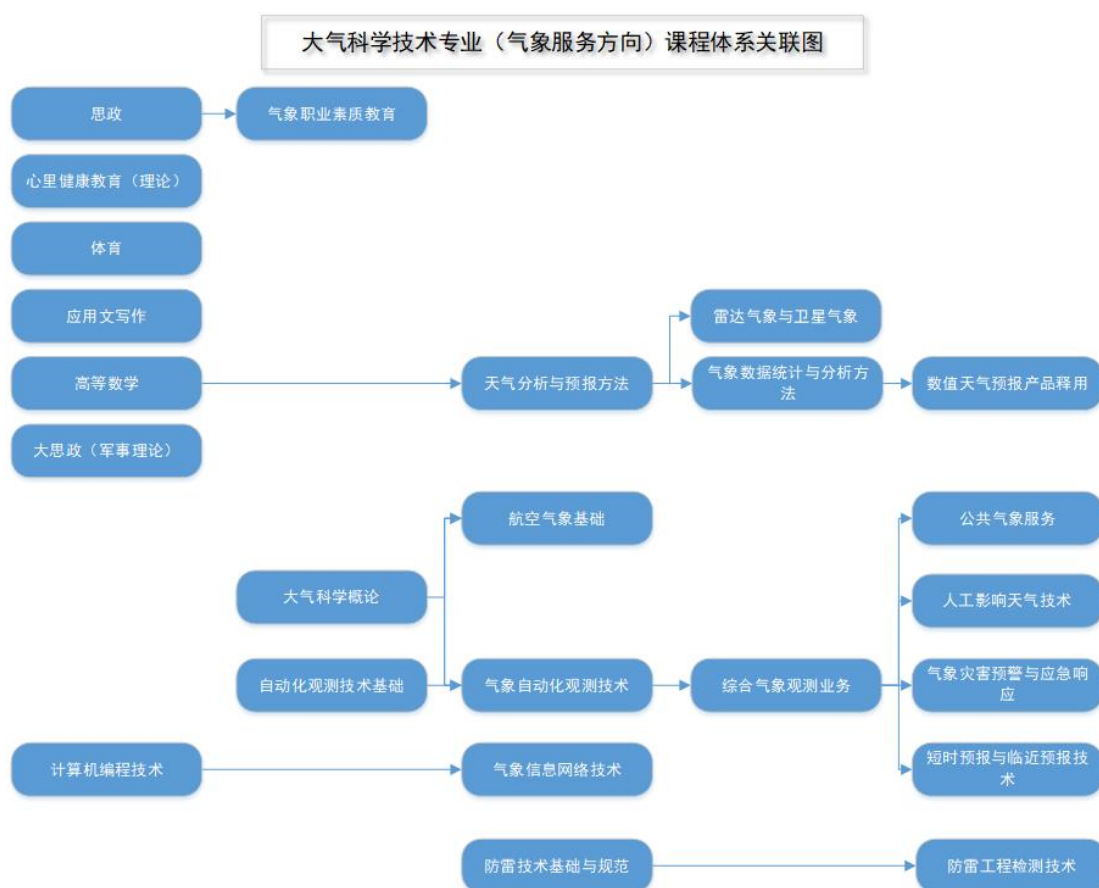 大气科学技术专业（气象服务方向）课程体系关联图
思政
气象职业素质教育
心里健康教育（理论）
体育
应用文写作
雷达气象与卫星气象
高等数学
天气分析与预报方法
气象数据统计与分析方
法
数值天气预报产品释用
大思政（军事理论）
航空气象基础
公共气象服务
大气科学概论
人工影响天气技术
自动化观测技术基础
气象自动化观测技术
综合气象观测业务
气象灾害预警与应急响
应
计算机编程技术
气象信息网络技术
短时预报与临近预报技
术
防雷技术基础与规范
防雷工程检测技术